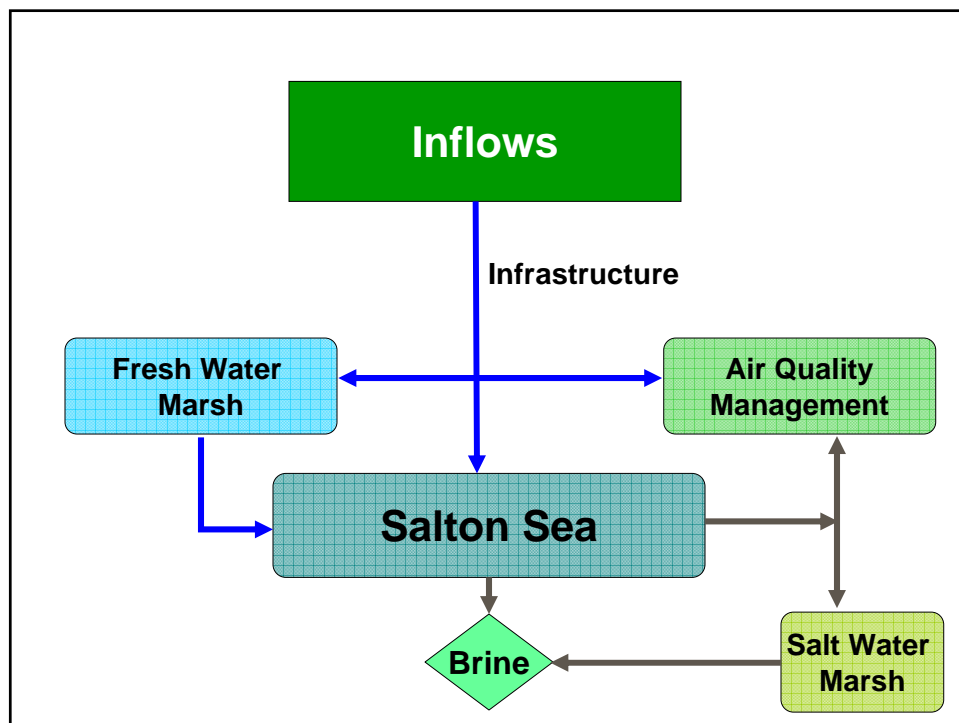 Inflows
Infrastructure
Fresh Water
Marsh
Air Quality
Management
Salton Sea
Brine
Salt Water
Marsh